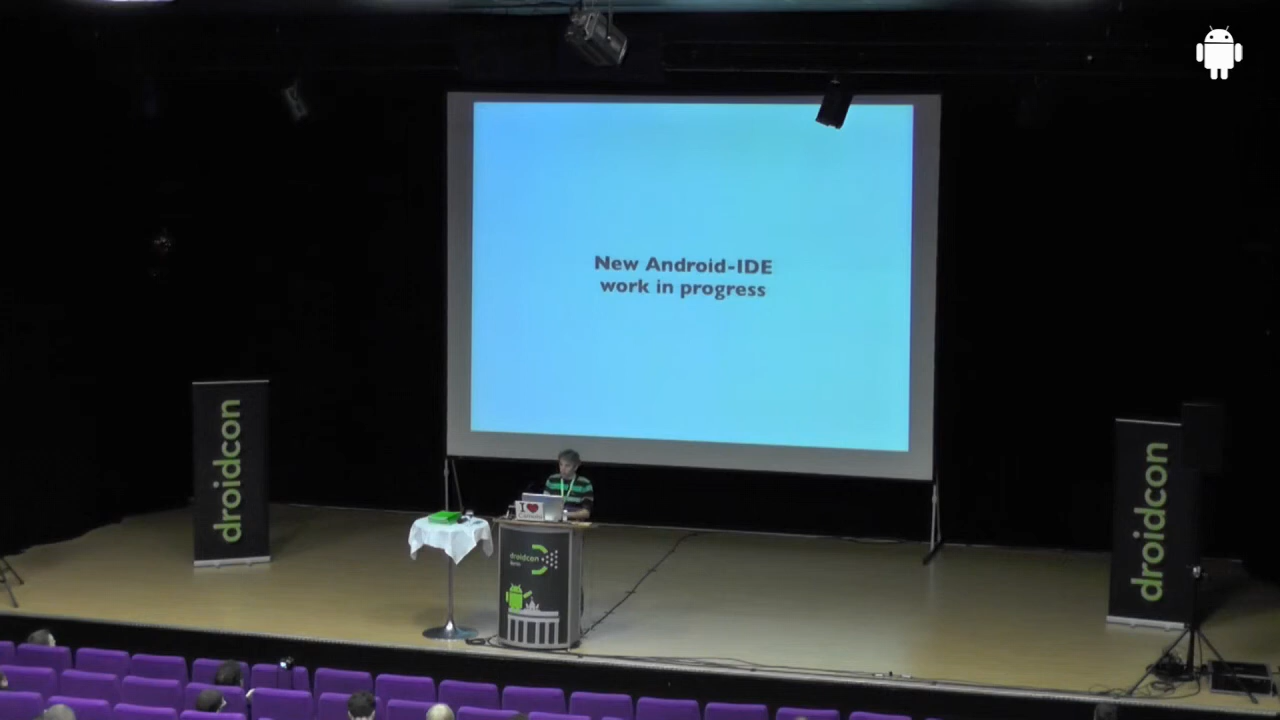 New Android-IDE
work in progress
droidcon
droidcon
I
droidcon